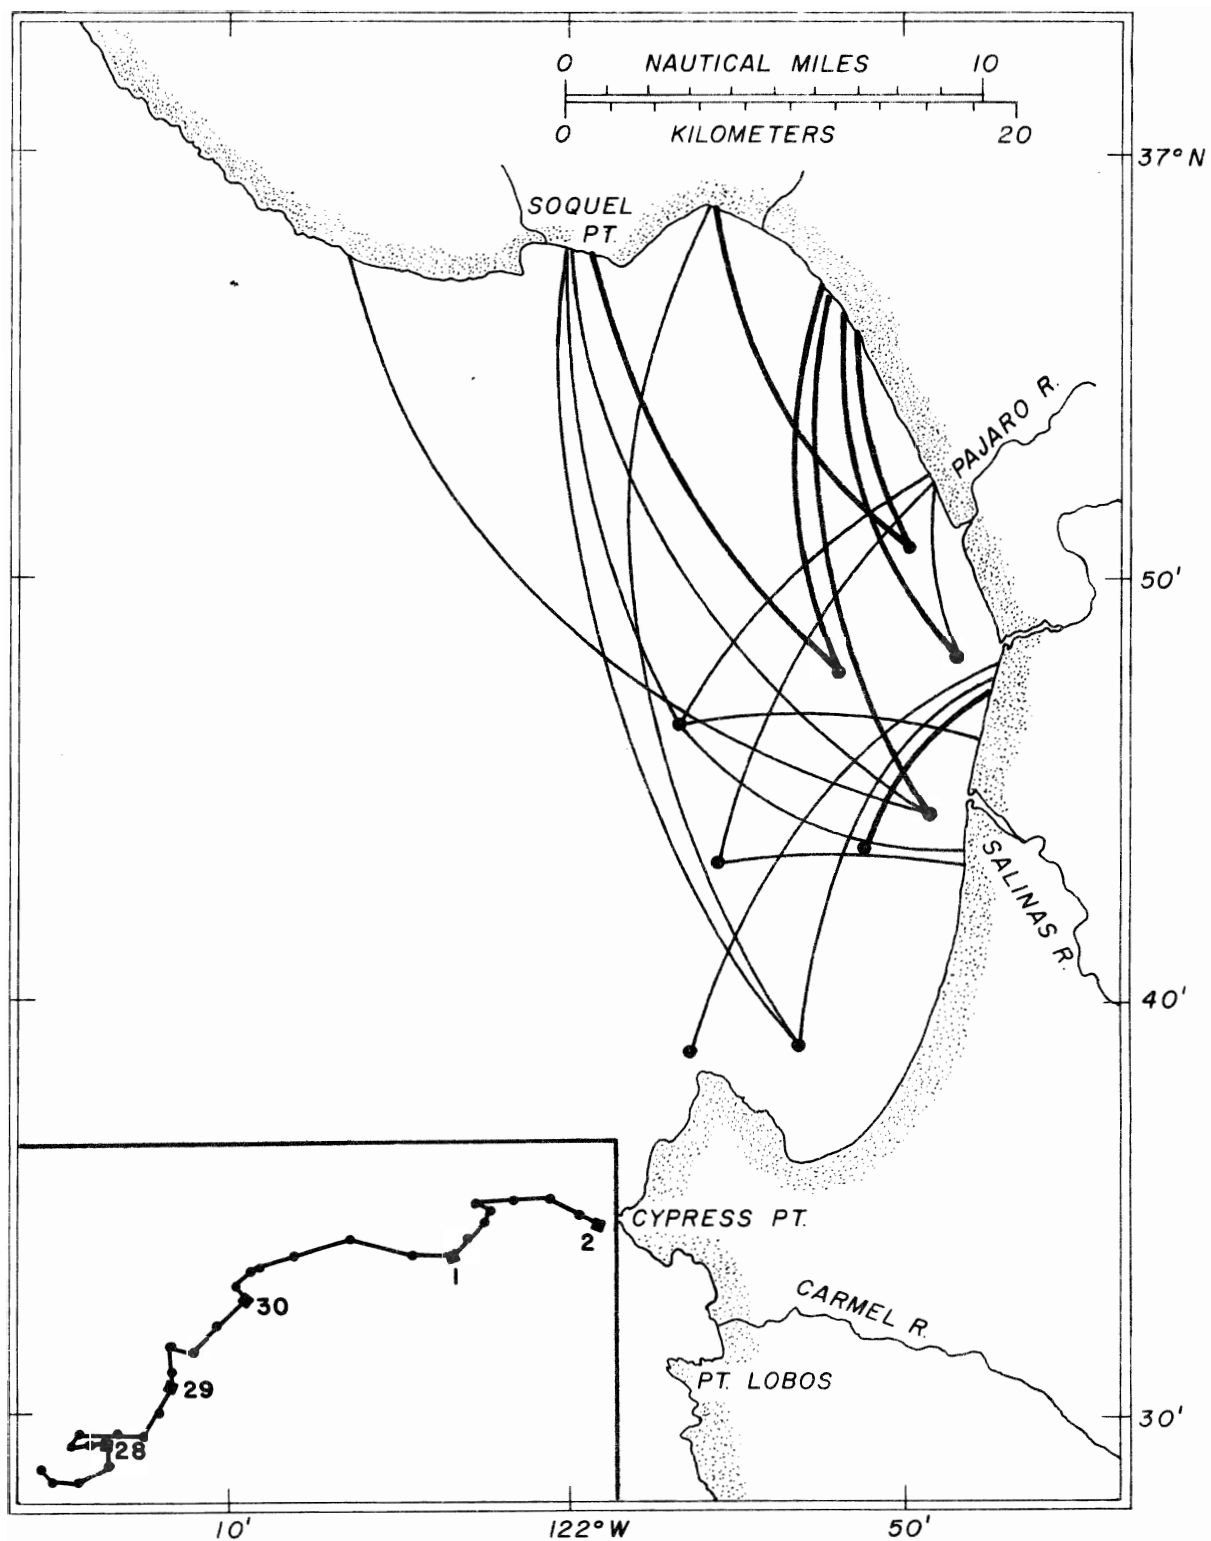 0 NAUTICAL MILES 10
0 KILOMETERS 20
37°N
SOQUEL
PT.
PAJARO R.
50'
SALINAS R.
40'
CYPRESS PT.
2
1
30
CARMEL R.
29
PT. LOBOS
30'
28
10' 122°W 50'